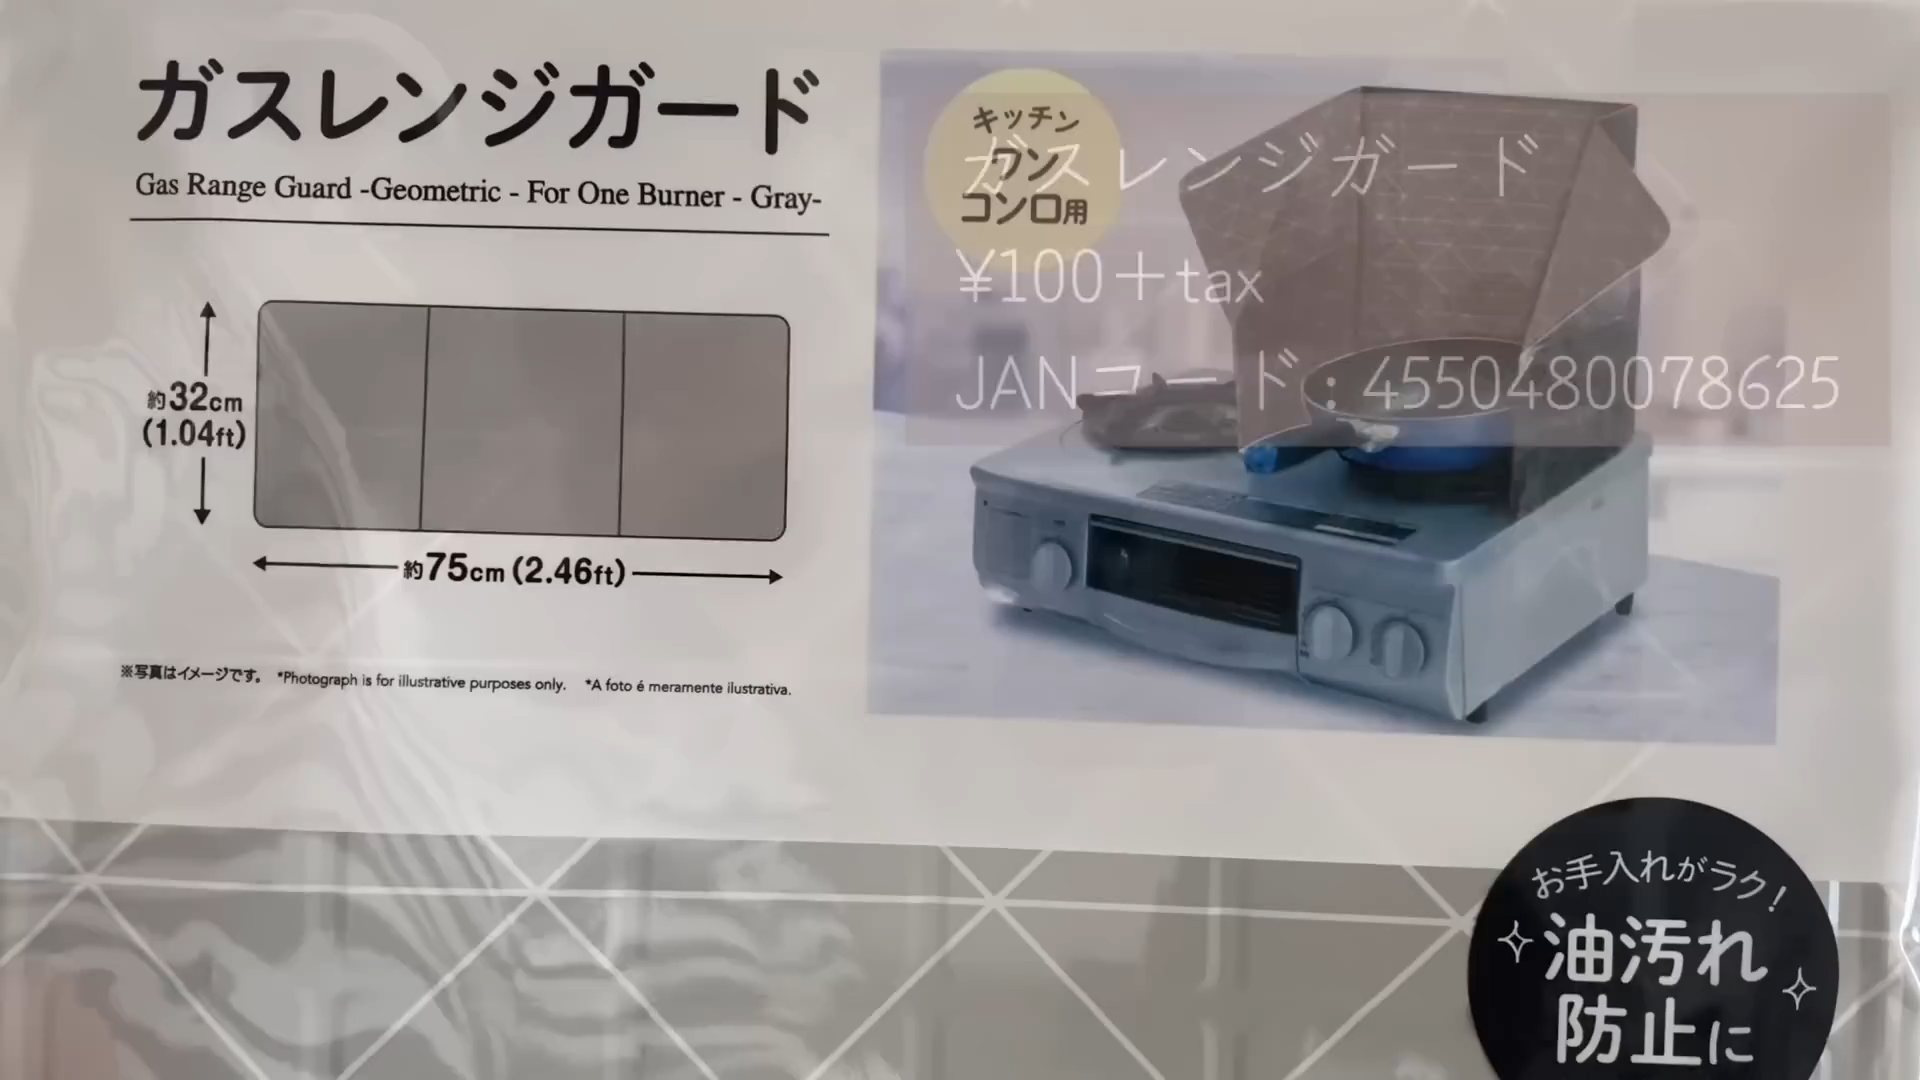 ガスレンジガード
Gas Range Guard -Geometric - For One Burner - Gray-
約32cm
(1.04ft)
約75cm (2.46ft)
※写真はイメージです。 *Photograph is for illustrative purposes only. *A foto é meramente ilustrativa.
キッチン
ワン
コンロ用
ガスレンジガード
¥100+tax
JANコード:4550480078625
お手入れがラク!
油汚れ
防止に